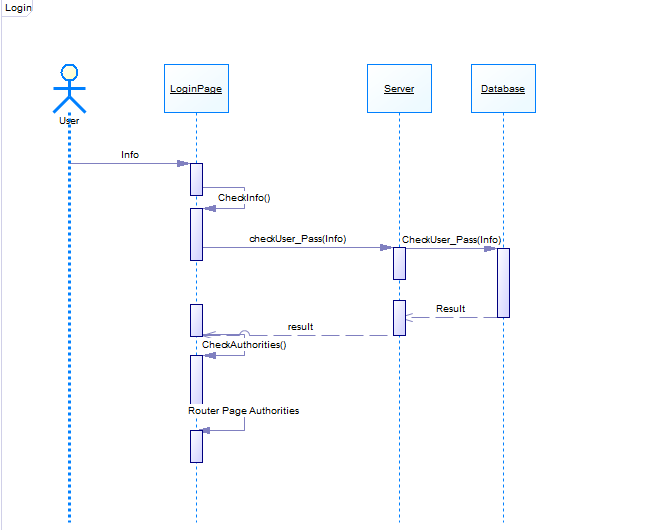 Login
LoginPage
Server
Database
User
Info
CheckInfo()
checkUser_Pass(Info)
CheckUser_Pass(Info)
Result
result
CheckAuthorities()
Router Page Authorities